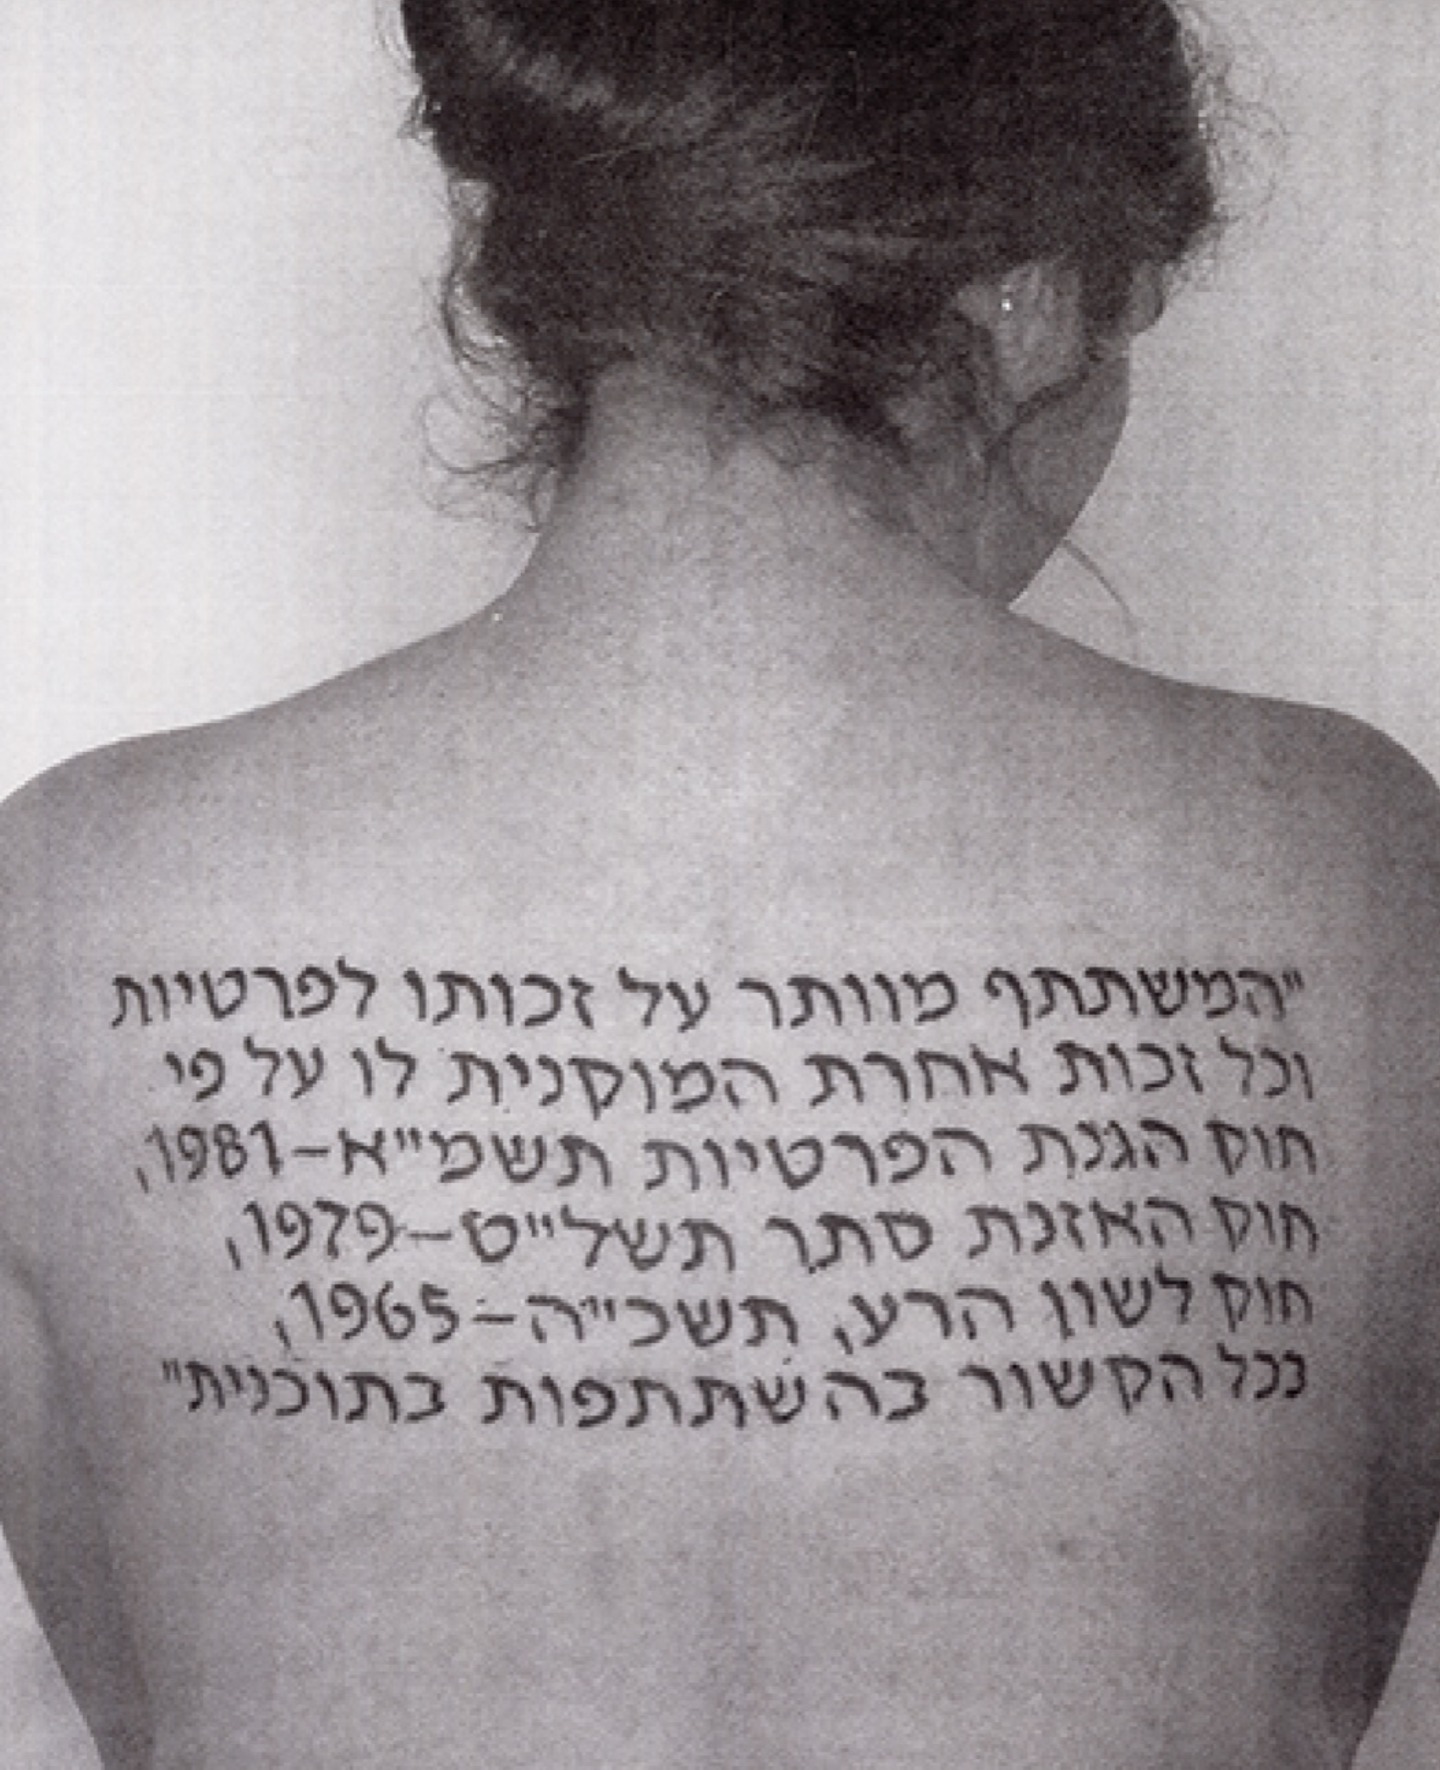 "המשתתף מוותר על זכותו לפרטיות
וכל זכות אחרת המוקנית לו על פי
חוק הגנת הפרטיות תשמ"א–1981,
חוק האזנת סתר תשל"ט–1979,
חוק לשון הרע, תשכ"ה–1965,
ככל הקשור בהשתתפות בתוכנית"